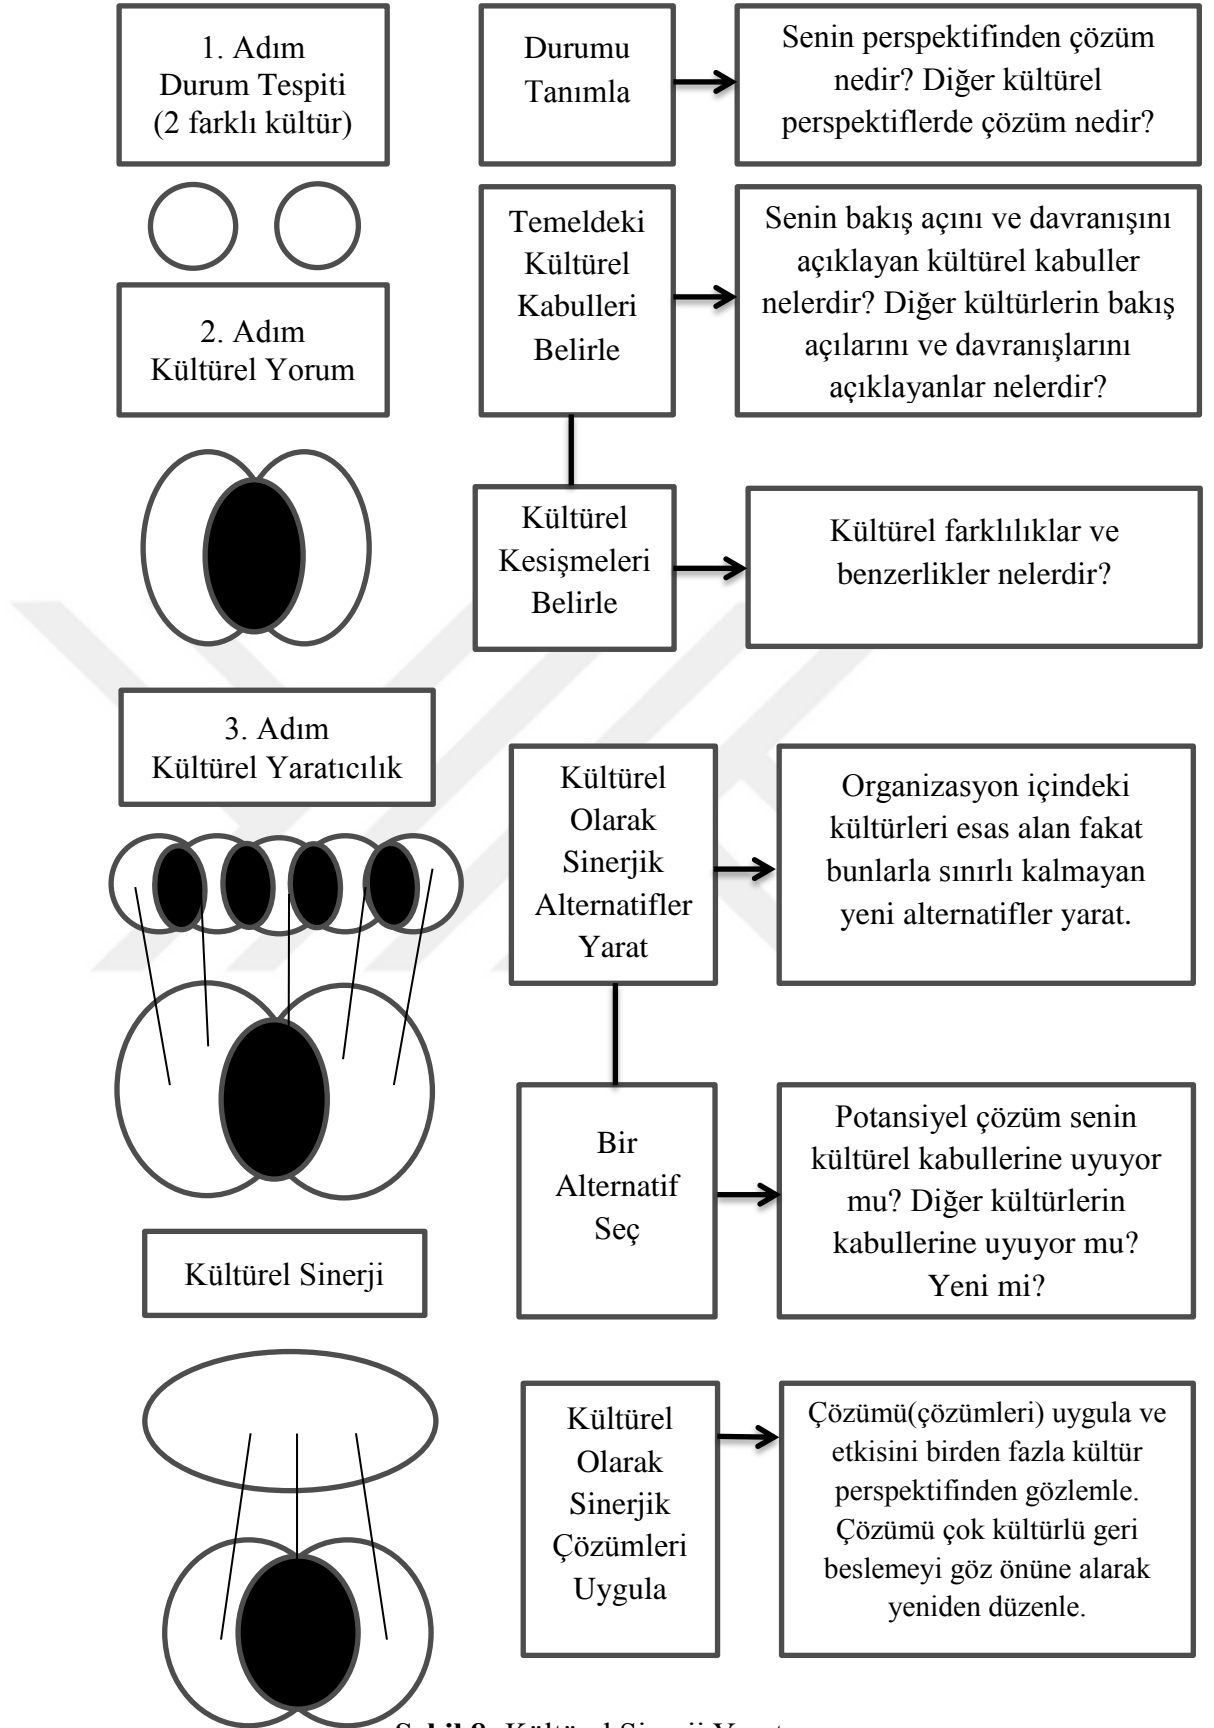 1. Adım
Durum Tespiti
(2 farklı kültür)
Durumu
Tanımla
Senin perspektifinden çözüm
nedir? Diğer kültürel
perspektiflerde çözüm nedir?
Temeldeki
Kültürel
Kabulleri
Belirle
Senin bakış açını ve davranışını
açıklayan kültürel kabuller
nelerdir? Diğer kültürlerin bakış
açılarını ve davranışlarını
açıklayanlar nelerdir?
2. Adım
Kültürel Yorum
Kültürel
Kesişmeleri
Belirle
Kültürel farklılıklar ve
benzerlikler nelerdir?
3. Adım
Kültürel Yaratıcılık
Kültürel
Olarak
Sinerjik
Alternatifler
Yarat
Organizasyon içindeki
kültürleri esas alan fakat
bunlarla sınırlı kalmayan
yeni alternatifler yarat.
Bir
Alternatif
Seç
Potansiyel çözüm senin
kültürel kabullerine uyuyor
mu? Diğer kültürlerin
kabullerine uyuyor mu?
Yeni mi?
Kültürel Sinerji
Kültürel
Olarak
Sinerjik
Çözümleri
Uygula
Çözümü(çözümleri) uygula ve
etkisini birden fazla kültür
perspektifinden gözlemle.
Çözümü çok kültürlü geri
beslemeyi göz önüne alarak
yeniden düzenle.
Şekil 8: Kültürel Sinerji